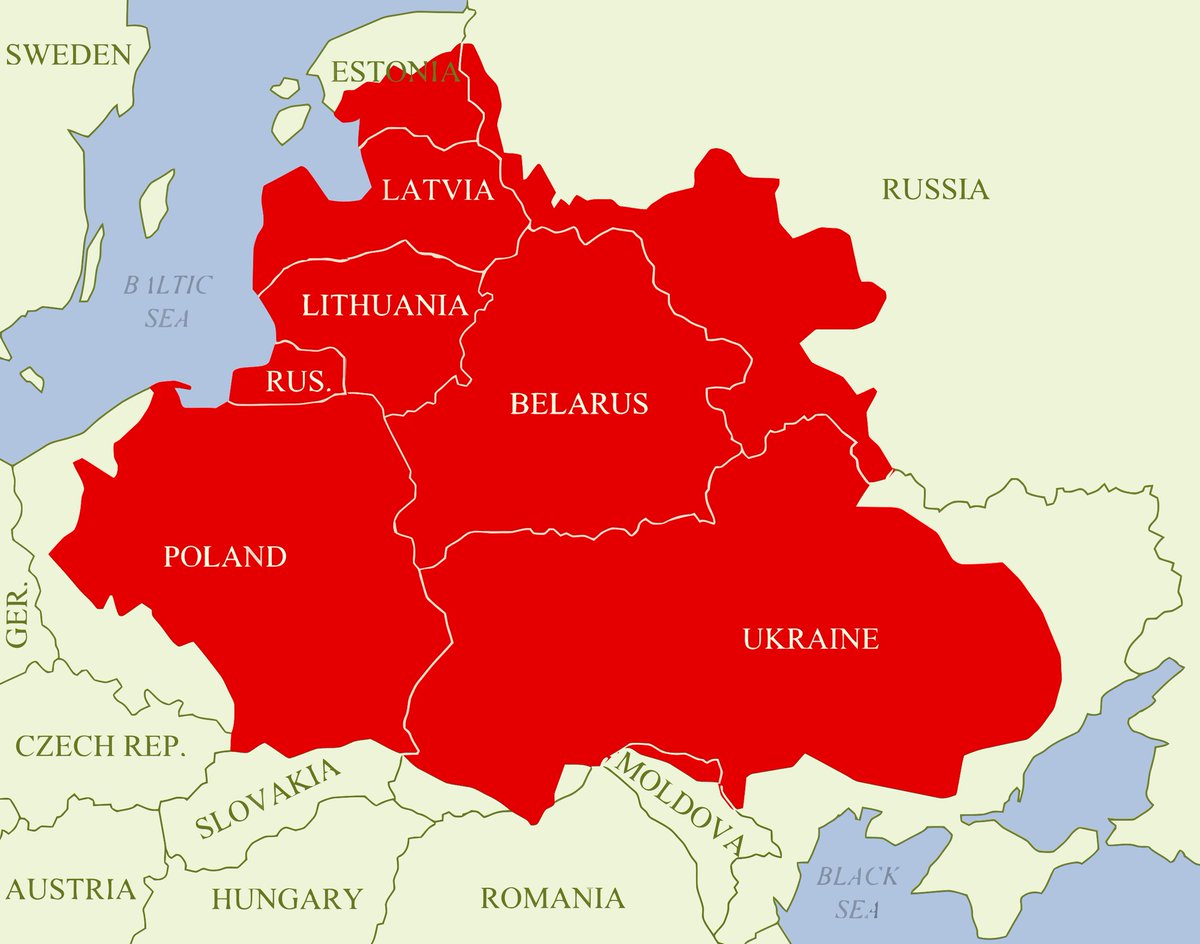 SWEDEN
ESTONIA
RUSSIA
LATVIA
BALTIC
SEA
LITHUANIA
RUS.
BELARUS
POLAND
GER.
UKRAINE
CZECH REP.
SLOVAKIA
MOLDOVA
AUSTRIA
HUNGARY
ROMANIA
BLACK
SEA